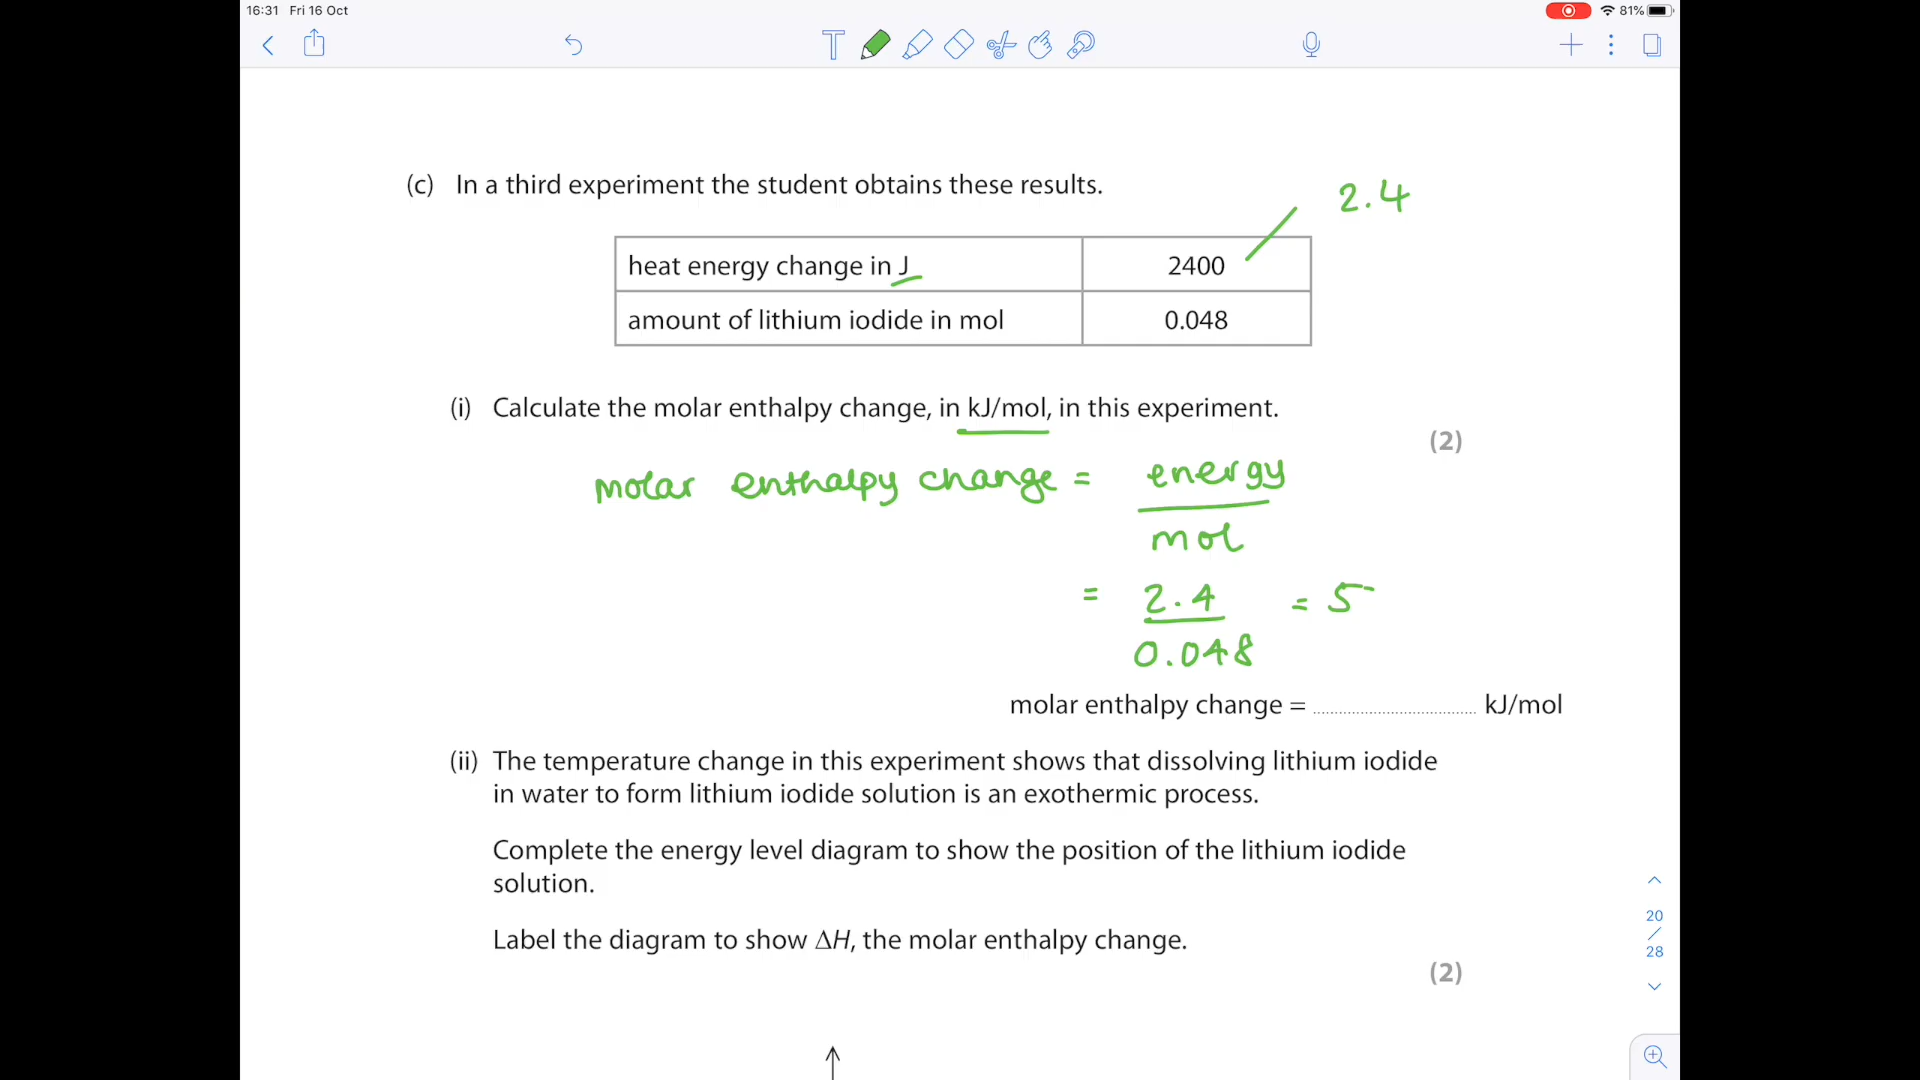 16:31 Fri 16 Oct
81%
T
(c) In a third experiment the student obtains these results.
2.4
heat energy change in J 2400
amount of lithium iodide in mol 0.048
(i) Calculate the molar enthalpy change, in kJ/mol, in this experiment.
(2)
molar enthalpy change = energy
mol
= 2.4 = 5
0.048
molar enthalpy change = ........................................ kJ/mol
(ii) The temperature change in this experiment shows that dissolving lithium iodide
in water to form lithium iodide solution is an exothermic process.
Complete the energy level diagram to show the position of the lithium iodide
solution.
Label the diagram to show ΔH, the molar enthalpy change.
(2)
20
/
28